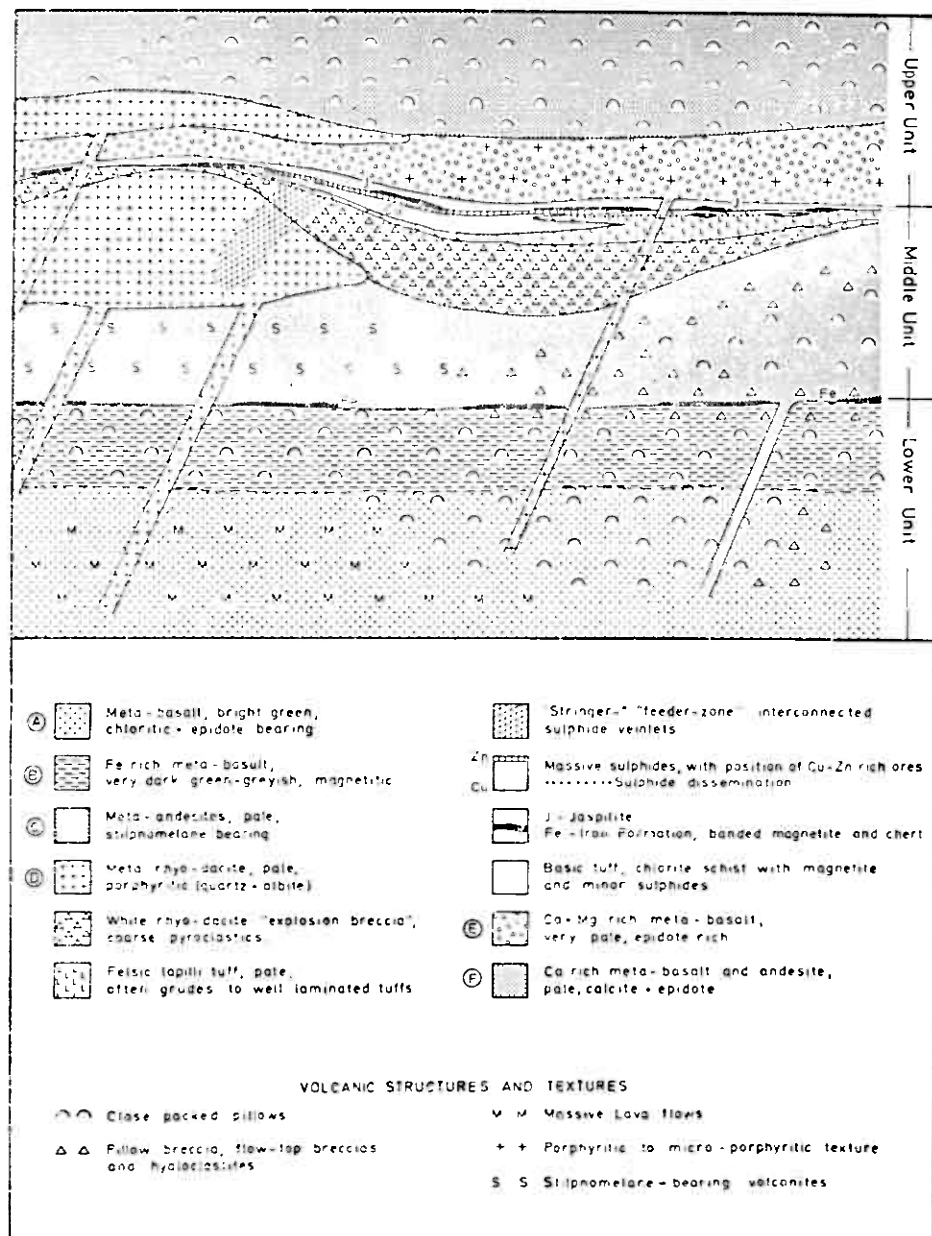 Upper Unit
Middle Unit
Lower Unit
Fe
S S S S S
S S S S S S
M M M M M
M M M M M
M M M M M M M M
A Meta-basalt, bright green,
chloritic + epidote bearing
B Fe rich meta-basalt,
very dark green-greyish, magnetitic
C Meta-andesites, pale,
stilpnomelane bearing
D Meta rhyo-dacite, pale,
porphyritic (quartz + albite)
White rhyo-dacite "explosion breccia",
coarse pyroclastics
Felsic lapilli tuff, pale,
often grades to well laminated tuffs
"Stringer-" "feeder-zone" interconnected
sulphide veinlets
Zn
Cu
Massive sulphides, with position of Cu-Zn rich ores
Sulphide dissemination
J - Jaspilite
Fe - Iron Formation, banded magnetite and chert
Basic tuff, chlorite schist with magnetite
and minor sulphides
E Ca-Mg rich meta-basalt,
very pale, epidote rich
F Ca rich meta-basalt and andesite,
pale, calcite + epidote
VOLCANIC STRUCTURES AND TEXTURES
Close packed pillows
Pillow breccia, flow-top breccias
and hyaloclastites
M M Massive Lava flows
+ + Porphyritic to micro-porphyritic texture
S S Stilpnomelane-bearing volcanites